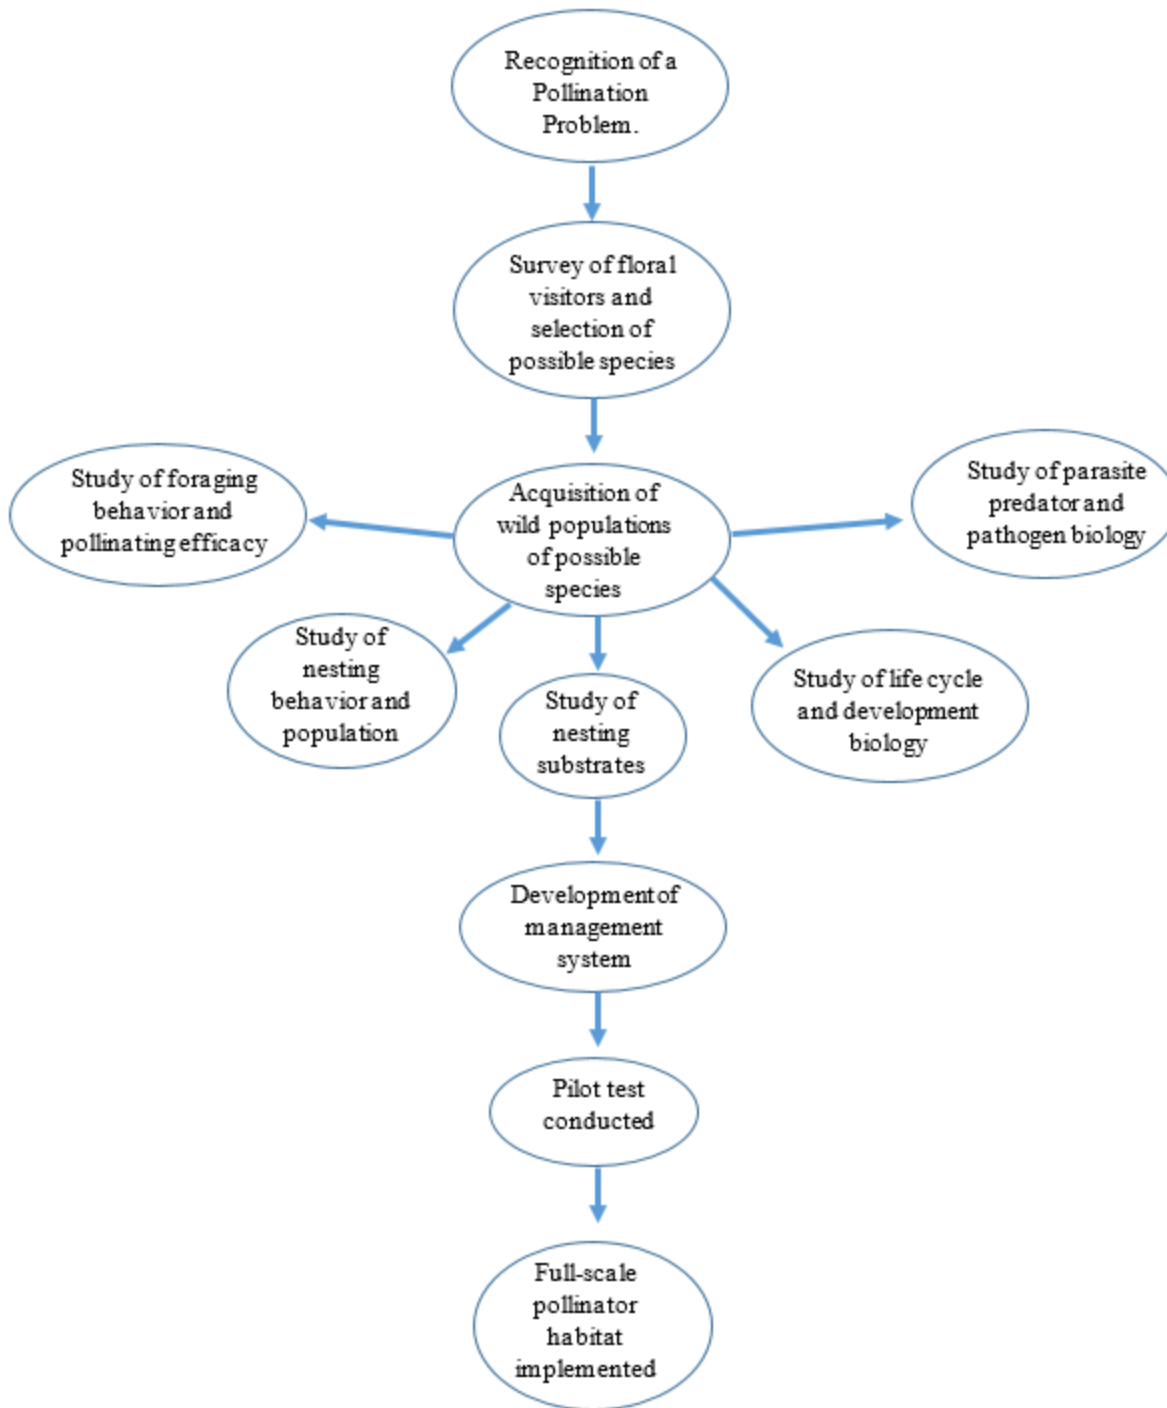 Recognition of a
Pollination
Problem.
Survey of floral
visitors and
selection of
possible species
Acquisition of
wild populations
of possible
species
Study of foraging
behavior and
pollinating efficacy
Study of parasite
predator and
pathogen biology
Study of
nesting
behavior and
population
Study of
nesting
substrates
Study of life cycle
and development
biology
Development of
management
system
Pilot test
conducted
Full-scale
pollinator
habitat
implemented